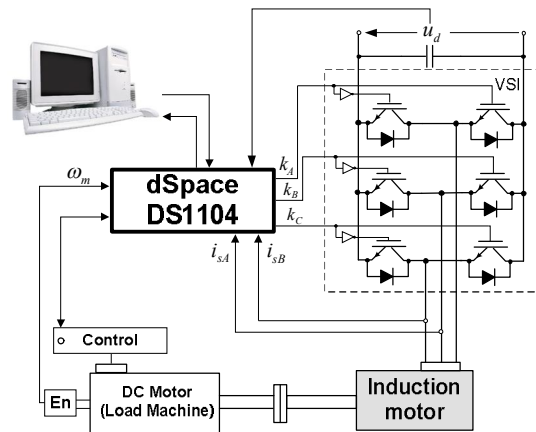 u_d
VSI
k_A
ω_m
dSpace
DS1104
k_B
k_C
i_sA
i_sB
Control
En
DC Motor
(Load Machine)
Induction
motor